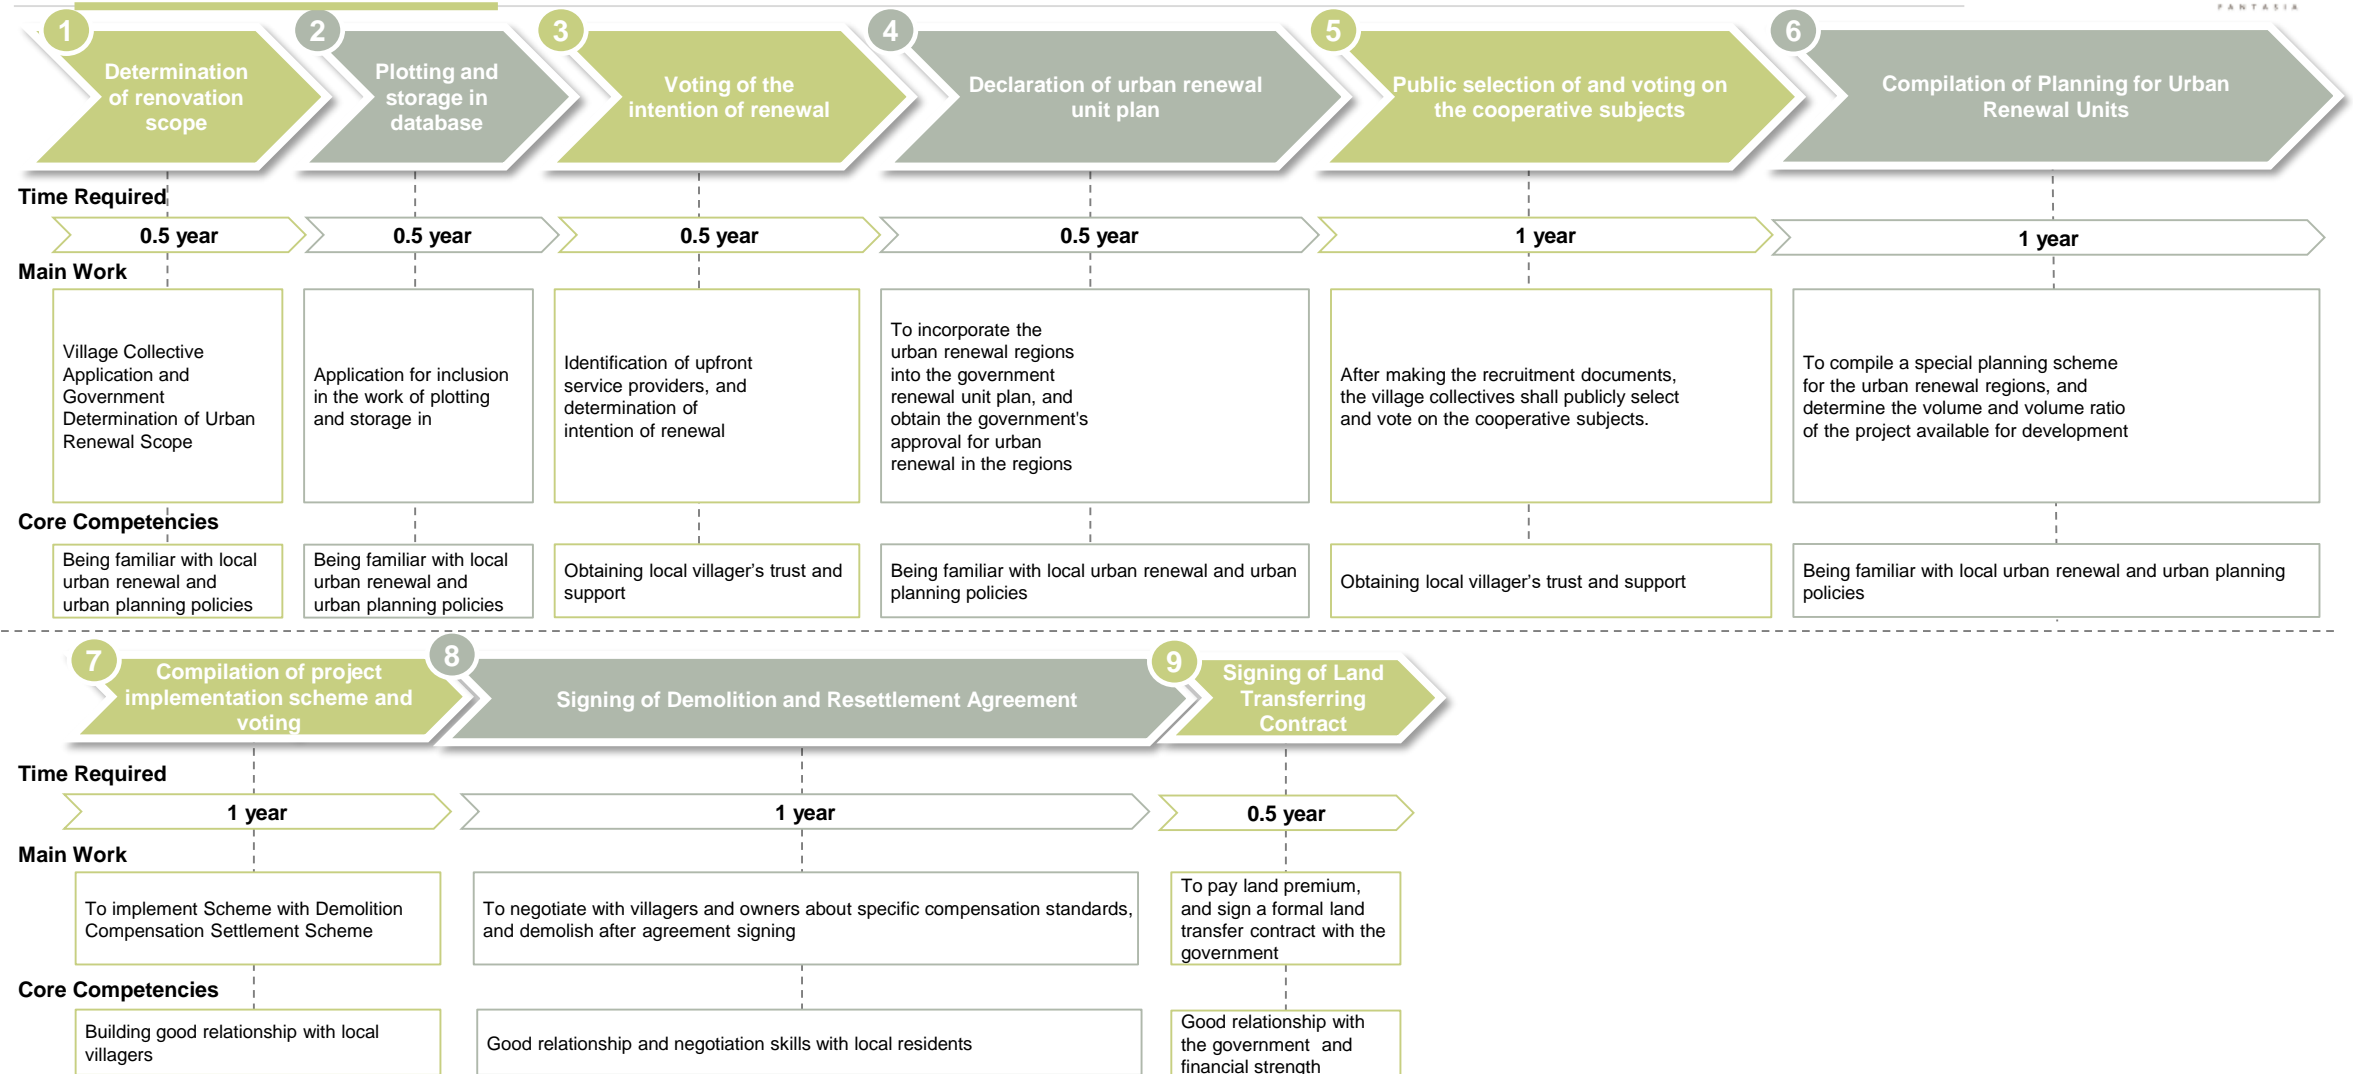 FANTASIA
1
2
3
4
5
6
Determination
of renovation
scope
Plotting and
storage in
database
Voting of the
intention of renewal
Declaration of urban renewal
unit plan
Public selection of and voting on
the cooperative subjects
Compilation of Planning for Urban
Renewal Units
Time Required
0.5 year
0.5 year
0.5 year
0.5 year
1 year
1 year
Main Work
Village Collective
Application and
Government
Determination of Urban
Renewal Scope
Application for inclusion
in the work of plotting
and storage in
Identification of upfront
service providers, and
determination of
intention of renewal
To incorporate the
urban renewal regions
into the government
renewal unit plan, and
obtain the government's
approval for urban
renewal in the regions
After making the recruitment documents,
the village collectives shall publicly select
and vote on the cooperative subjects.
To compile a special planning scheme
for the urban renewal regions, and
determine the volume and volume ratio
of the project available for development
Core Competencies
Being familiar with local
urban renewal and
urban planning policies
Being familiar with local
urban renewal and
urban planning policies
Obtaining local villager’s trust and
support
Being familiar with local urban renewal and urban
planning policies
Obtaining local villager’s trust and support
Being familiar with local urban renewal and urban planning
policies
7
8
9
Compilation of project
implementation scheme and
voting
Signing of Demolition and Resettlement Agreement
Signing of Land
Transferring
Contract
Time Required
1 year
1 year
0.5 year
Main Work
To implement Scheme with Demolition
Compensation Settlement Scheme
To negotiate with villagers and owners about specific compensation standards,
and demolish after agreement signing
To pay land premium,
and sign a formal land
transfer contract with the
government
Core Competencies
Building good relationship with local
villagers
Good relationship and negotiation skills with local residents
Good relationship with
the government and
financial strength